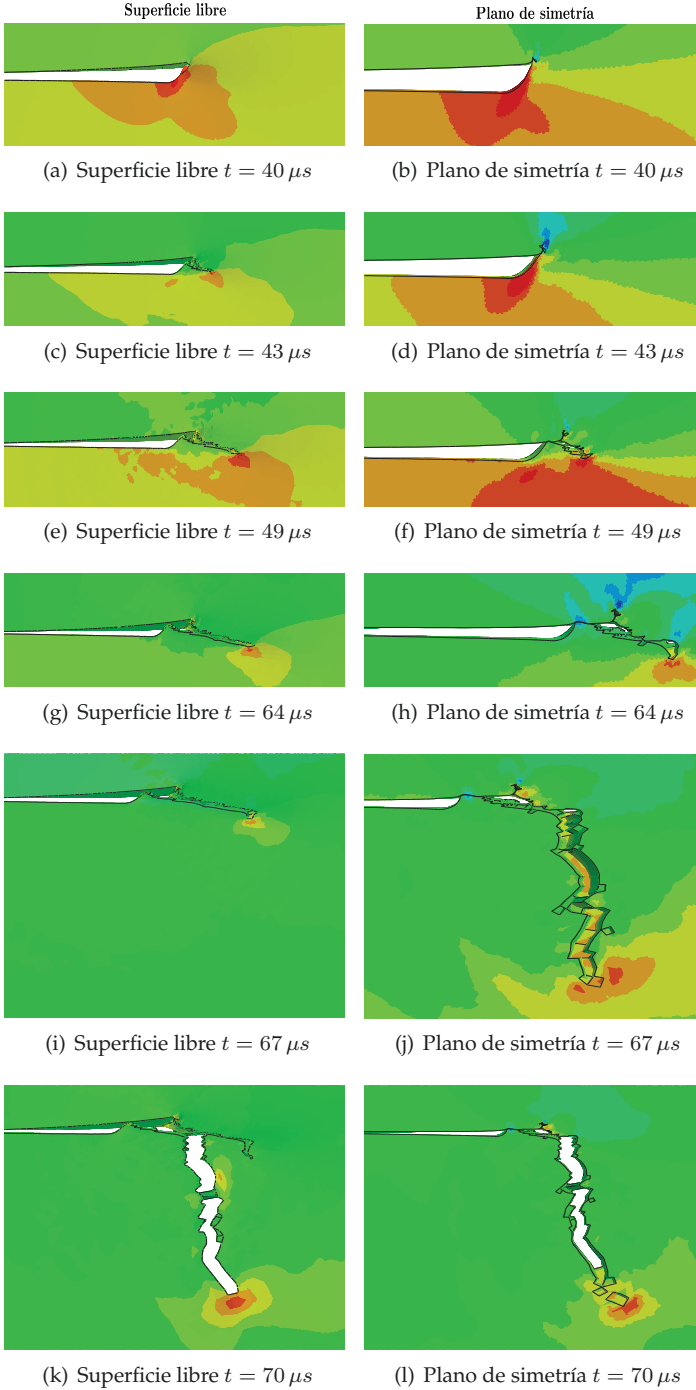 Superficie libre
Plano de simetría
(a) Superficie libre t = 40 μs
(b) Plano de simetría t = 40 μs
(c) Superficie libre t = 43 μs
(d) Plano de simetría t = 43 μs
(e) Superficie libre t = 49 μs
(f) Plano de simetría t = 49 μs
(g) Superficie libre t = 64 μs
(h) Plano de simetría t = 64 μs
(i) Superficie libre t = 67 μs
(j) Plano de simetría t = 67 μs
(k) Superficie libre t = 70 μs
(l) Plano de simetría t = 70 μs